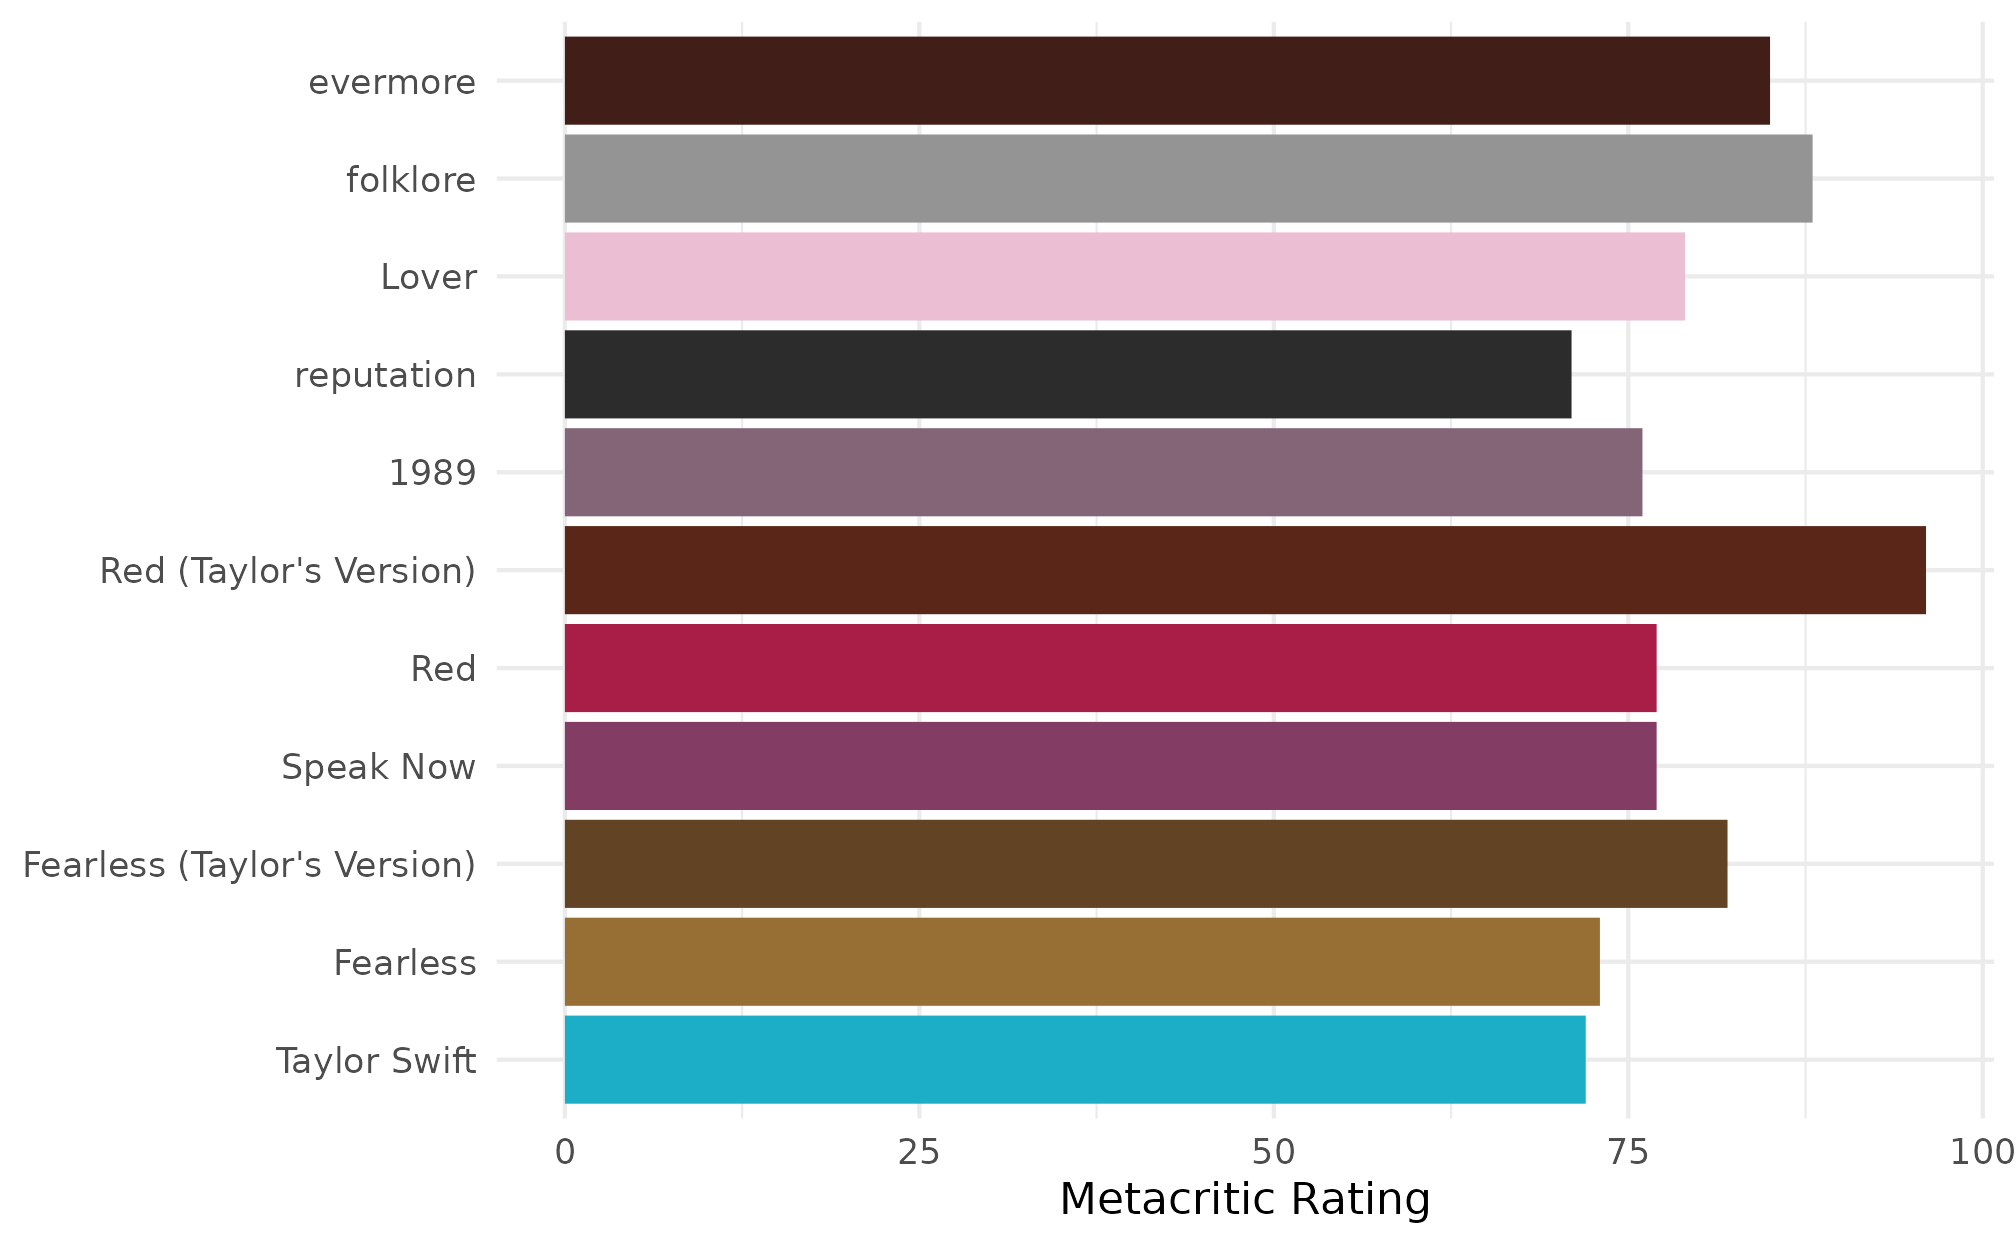 evermore
folklore
Lover
reputation
1989
Red (Taylor's Version)
Red
Speak Now
Fearless (Taylor's Version)
Fearless
Taylor Swift
0 25 50 75 100
Metacritic Rating